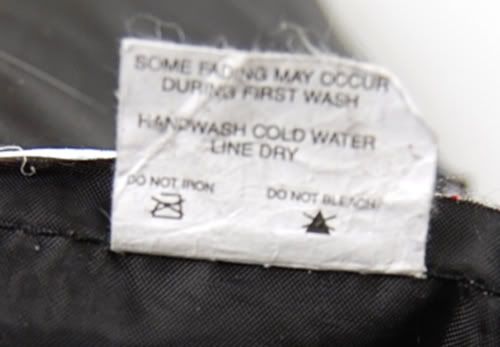 SOME FADING MAY OCCUR
DURING FIRST WASH
HANDWASH COLD WATER
LINE DRY
DO NOT IRON DO NOT BLEACH